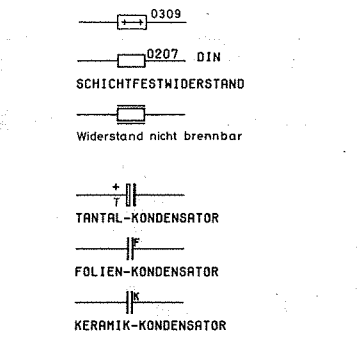 0309
0207 DIN
SCHICHTFESTWIDERSTAND
Widerstand nicht brennbar
+
T
TANTAL-KONDENSATOR
F
FOLIEN-KONDENSATOR
K
KERAMIK-KONDENSATOR